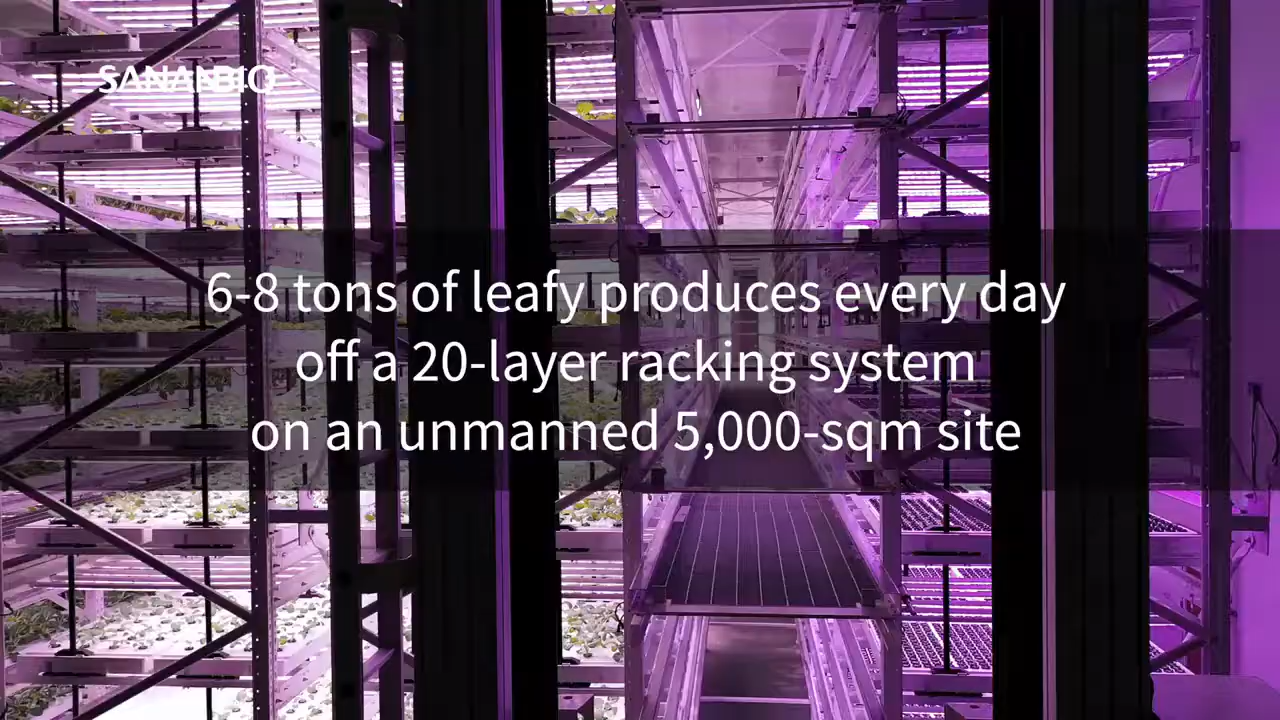 SANANBIO
6-8 tons of leafy produces every day
off a 20-layer racking system
on an unmanned 5,000-sqm site